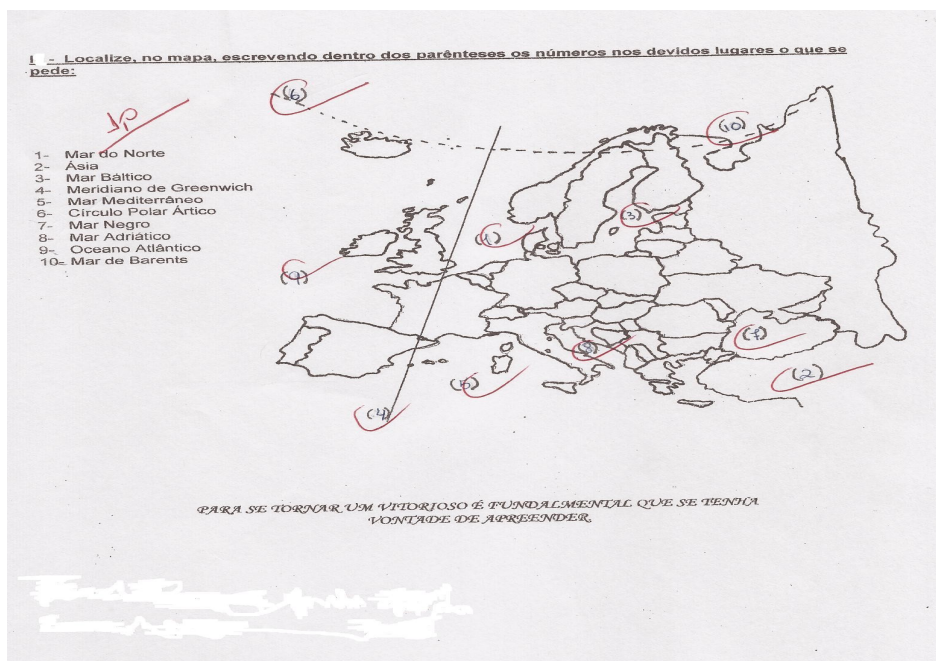 I - Localize, no mapa, escrevendo dentro dos parênteses os números nos devidos lugares o que se
pede:
1P
1- Mar do Norte
2- Ásia
3- Mar Báltico
4- Meridiano de Greenwich
5- Mar Mediterrâneo
6- Círculo Polar Ártico
7- Mar Negro
8- Mar Adriático
9- Oceano Atlântico
10- Mar de Barents
(6)
(10)
(3)
(1)
(9)
(7)
(8)
(2)
(5)
(4)
PARA SE TORNAR UM VITORIOSO É FUNDALMENTAL QUE SE TENHA
VONTADE DE APREENDER.